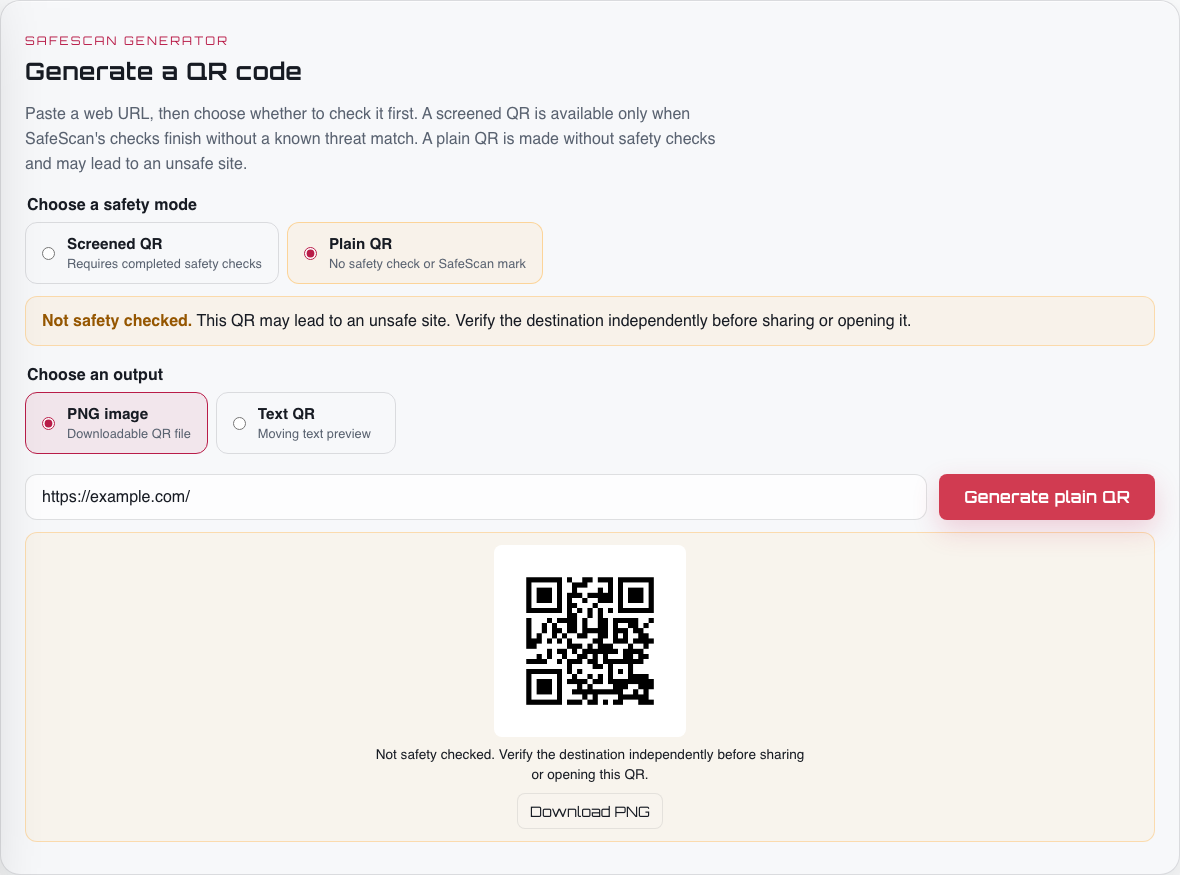 SAFESCAN GENERATOR
Generate a QR code
Paste a web URL, then choose whether to check it first. A screened QR is available only when
SafeScan's checks finish without a known threat match. A plain QR is made without safety checks
and may lead to an unsafe site.
Choose a safety mode
Screened QR
Requires completed safety checks
Plain QR
No safety check or SafeScan mark
Not safety checked. This QR may lead to an unsafe site. Verify the destination independently before sharing or opening it.
Choose an output
PNG image
Downloadable QR file
Text QR
Moving text preview
https://example.com/
Generate plain QR
Not safety checked. Verify the destination independently before sharing
or opening this QR.
Download PNG